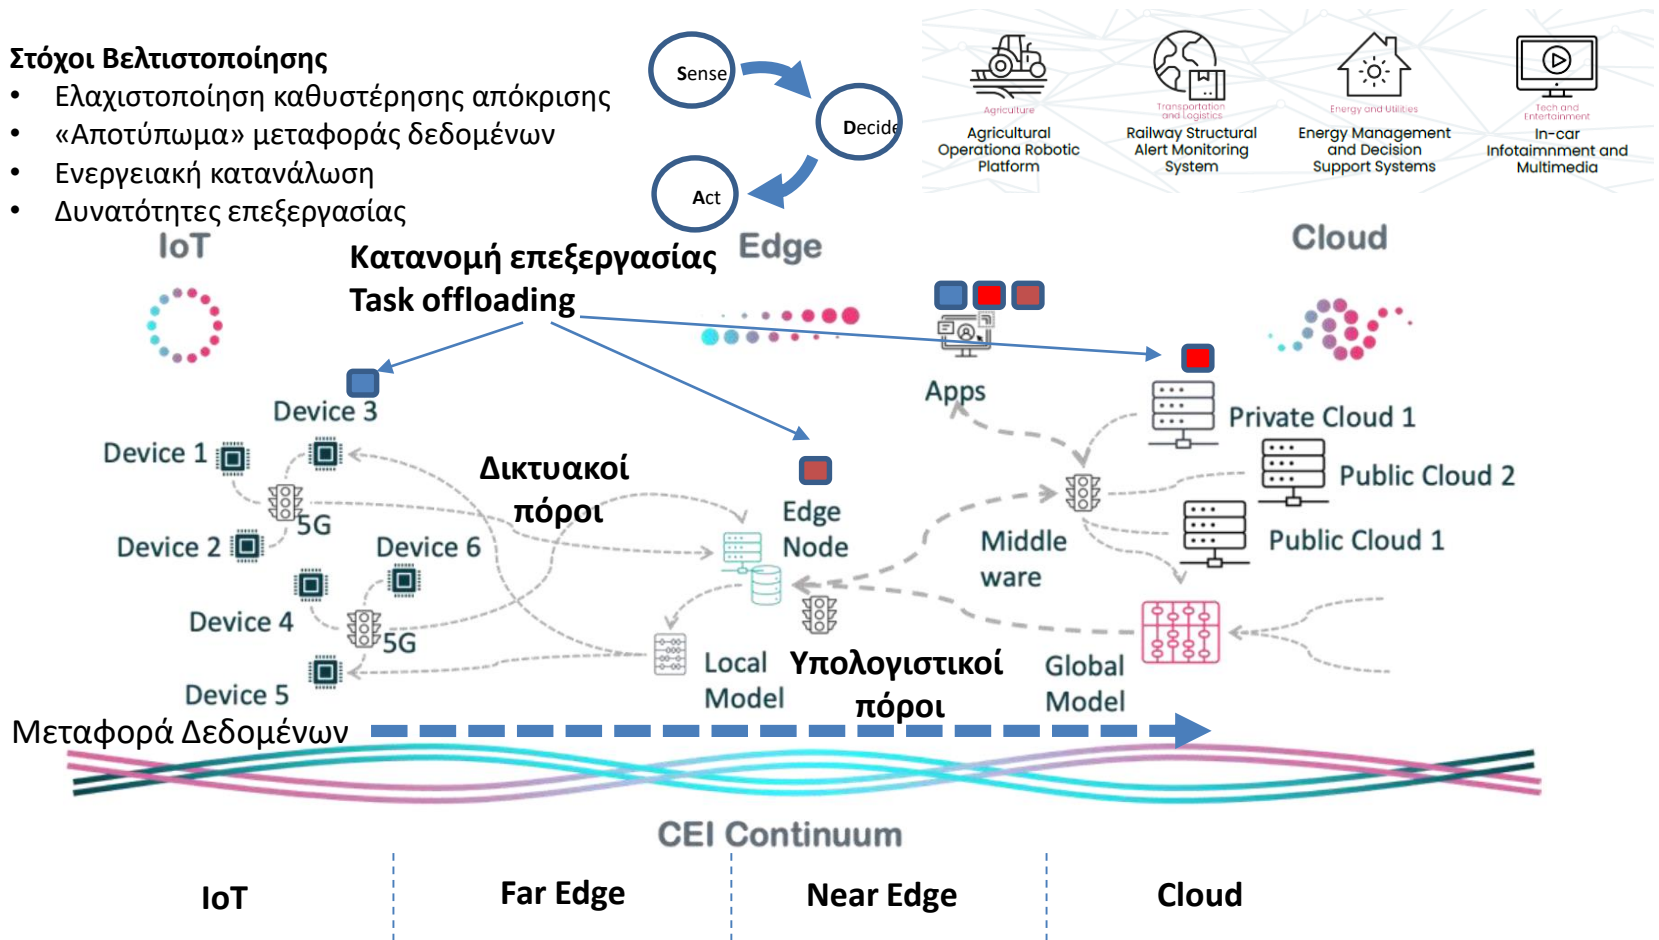 Στόχοι Βελτιστοποίησης
• Ελαχιστοποίηση καθυστέρησης απόκρισης
• «Αποτύπωμα» μεταφοράς δεδομένων
• Ενεργειακή κατανάλωση
• Δυνατότητες επεξεργασίας
Sense
Decide
Act
Agriculture
Agricultural
Operationa Robotic
Platform
Transportation
and Logistics
Railway Structural
Alert Monitoring
System
Energy and Utilities
Energy Management
and Decision
Support Systems
Tech and
Entertainment
In-car
Infotaimnment and
Multimedia
IoT
Edge
Cloud
Κατανομή επεξεργασίας
Task offloading
Apps
Device 3
Device 1
5G
Device 2
Device 6
Device 4
5G
Device 5
Δικτυακοί
πόροι
Edge
Node
Local
Model
Υπολογιστικοί
πόροι
Middle
ware
Private Cloud 1
Public Cloud 2
Public Cloud 1
Global
Model
Μεταφορά Δεδομένων
CEI Continuum
IoT
Far Edge
Near Edge
Cloud